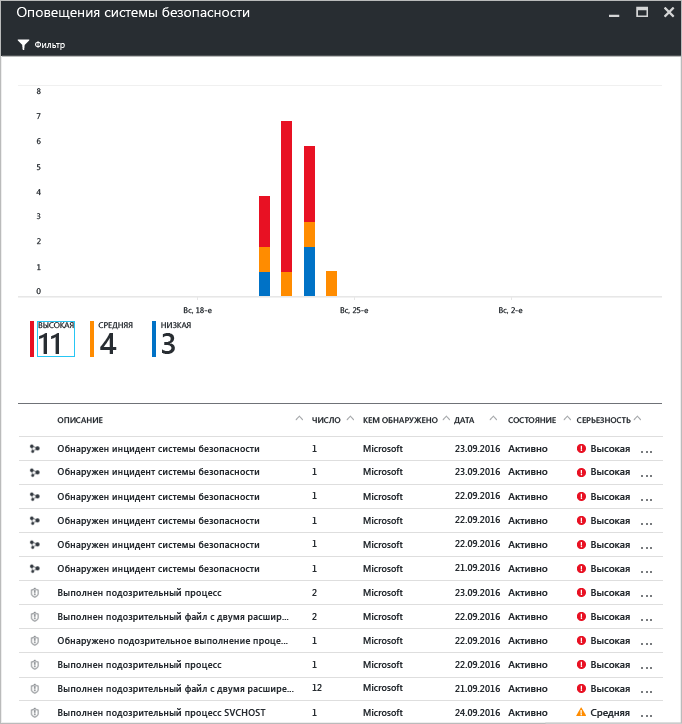 Оповещения системы безопасности
Фильтр
8
7
6
5
4
3
2
1
0
Вс, 18-е Вс, 25-е Вс, 2-е
ВЫСОКАЯ СРЕДНЯЯ НИЗКАЯ
11 4 3
ОПИСАНИЕ ЧИСЛО КЕМ ОБНАРУЖЕНО ДАТА СОСТОЯНИЕ СЕРЬЕЗНОСТЬ
Обнаружен инцидент системы безопасности 1 Microsoft 23.09.2016 Активно Высокая ...
Обнаружен инцидент системы безопасности 1 Microsoft 23.09.2016 Активно Высокая ...
Обнаружен инцидент системы безопасности 1 Microsoft 22.09.2016 Активно Высокая ...
Обнаружен инцидент системы безопасности 1 Microsoft 22.09.2016 Активно Высокая ...
Обнаружен инцидент системы безопасности 1 Microsoft 22.09.2016 Активно Высокая ...
Обнаружен инцидент системы безопасности 1 Microsoft 21.09.2016 Активно Высокая ...
Выполнен подозрительный процесс 2 Microsoft 23.09.2016 Активно Высокая ...
Выполнен подозрительный файл с двумя расшир... 2 Microsoft 22.09.2016 Активно Высокая ...
Обнаружено подозрительное выполнение проце... 1 Microsoft 22.09.2016 Активно Высокая ...
Выполнен подозрительный процесс 1 Microsoft 22.09.2016 Активно Высокая ...
Выполнен подозрительный файл с двумя расшире... 12 Microsoft 21.09.2016 Активно Высокая ...
Выполнен подозрительный процесс SVCHOST 1 Microsoft 24.09.2016 Активно Средняя ...